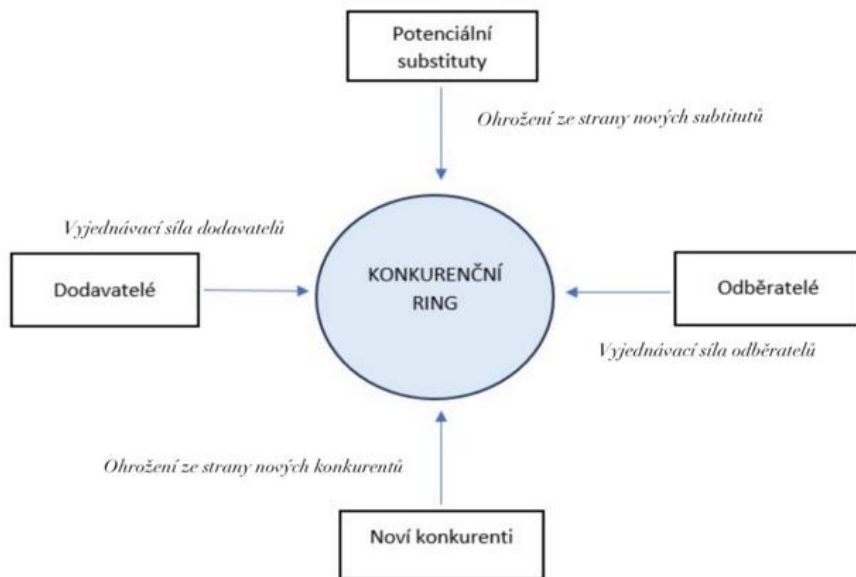 Potenciální
substituty
Ohrožení ze strany nových subtitutů
Vyjednávací síla dodavatelů
Dodavatelé
KONKURENČNÍ
RING
Odběratelé
Vyjednávací síla odběratelů
Ohrožení ze strany nových konkurentů
Noví konkurenti